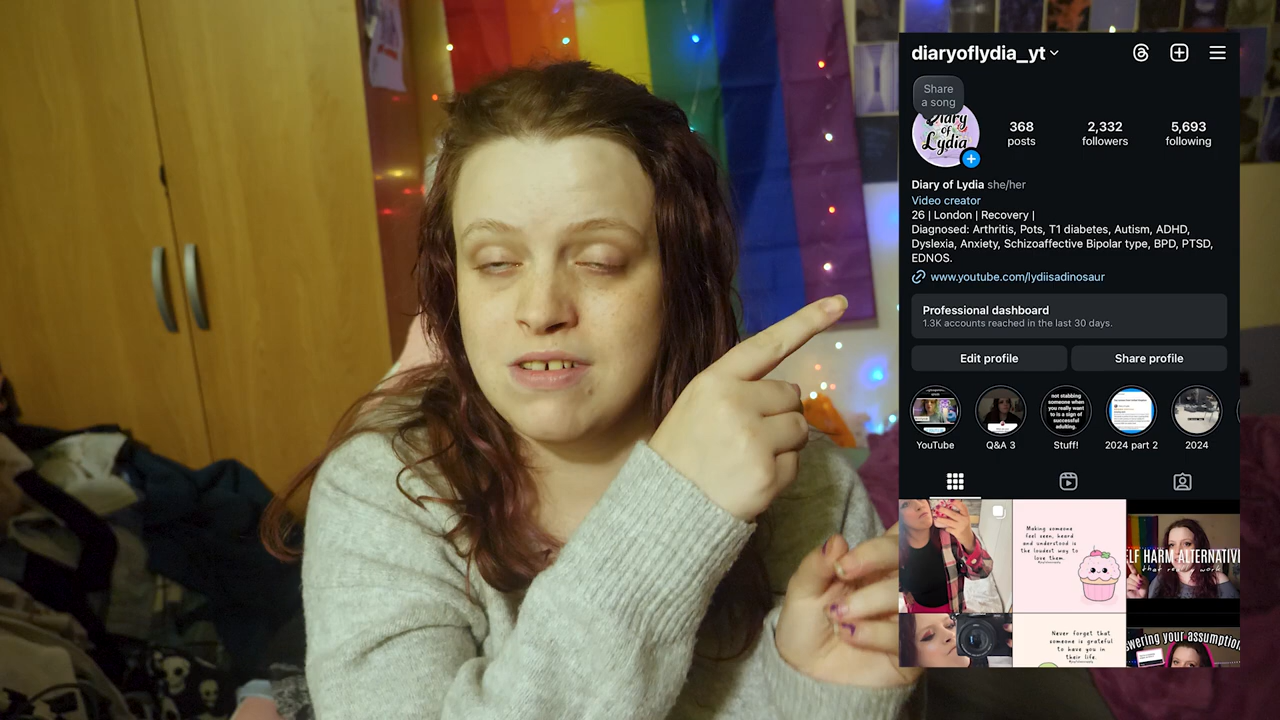 diaryoflydia_yt
Share
a song
Diary
of
Lydia
368
posts
2,332
followers
5,693
following
Diary of Lydia she/her
Video creator
26 | London | Recovery |
Diagnosed: Arthritis, Pots, T1 diabetes, Autism, ADHD,
Dyslexia, Anxiety, Schizoaffective Bipolar type, BPD, PTSD,
EDNOS.
www.youtube.com/lydiisadinosaur
Professional dashboard
1.3K accounts reached in the last 30 days.
Edit profile
Share profile
not stabbing
someone when
you really want
to is a sign of
successful
adulting.
YouTube
Q&A 3
Stuff!
2024 part 2
2024
Making someone
feel seen, heard
and understood is
the loudest way to
love them.
LF HARM ALTERNATIV
that really work
Never forget that
someone is grateful
to have you in
their life.
swering your assumption